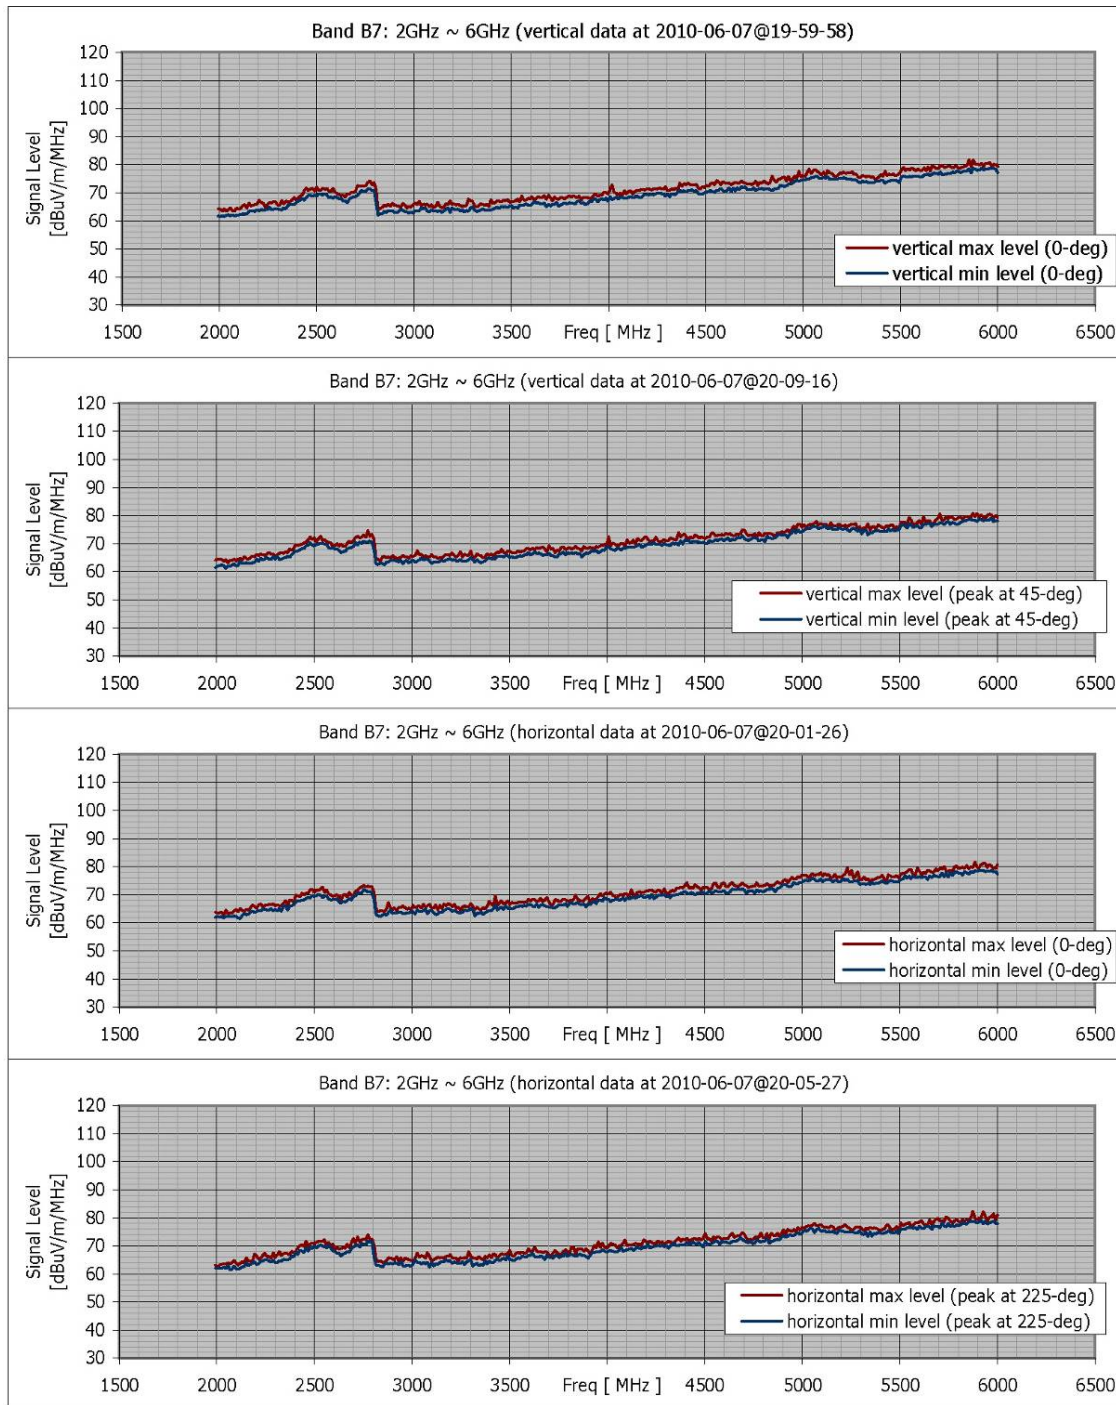 Band B7: 2GHz ~ 6GHz (vertical data at 2010-06-07@19-59-58)
120
110
100
90
80
70
60
50
40
30
Signal Level
[dBuV/m/MHz]
vertical max level (0-deg)
vertical min level (0-deg)
1500 2000 2500 3000 3500 Freq [ MHz ] 4500 5000 5500 6000 6500
Band B7: 2GHz ~ 6GHz (vertical data at 2010-06-07@20-09-16)
120
110
100
90
80
70
60
50
40
30
Signal Level
[dBuV/m/MHz]
vertical max level (peak at 45-deg)
vertical min level (peak at 45-deg)
1500 2000 2500 3000 3500 Freq [ MHz ] 4500 5000 5500 6000 6500
Band B7: 2GHz ~ 6GHz (horizontal data at 2010-06-07@20-01-26)
120
110
100
90
80
70
60
50
40
30
Signal Level
[dBuV/m/MHz]
horizontal max level (0-deg)
horizontal min level (0-deg)
1500 2000 2500 3000 3500 Freq [ MHz ] 4500 5000 5500 6000 6500
Band B7: 2GHz ~ 6GHz (horizontal data at 2010-06-07@20-05-27)
120
110
100
90
80
70
60
50
40
30
Signal Level
[dBuV/m/MHz]
horizontal max level (peak at 225-deg)
horizontal min level (peak at 225-deg)
1500 2000 2500 3000 3500 Freq [ MHz ] 4500 5000 5500 6000 6500